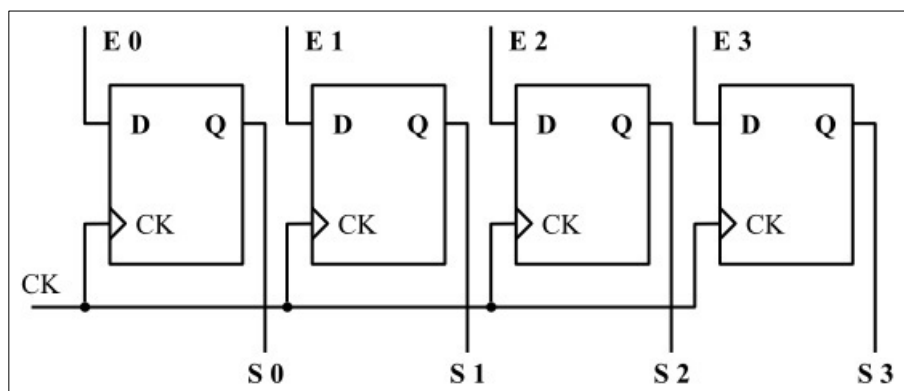 E 0 E 1 E 2 E 3
D Q D Q D Q D Q
CK CK CK CK
CK
S 0 S 1 S 2 S 3